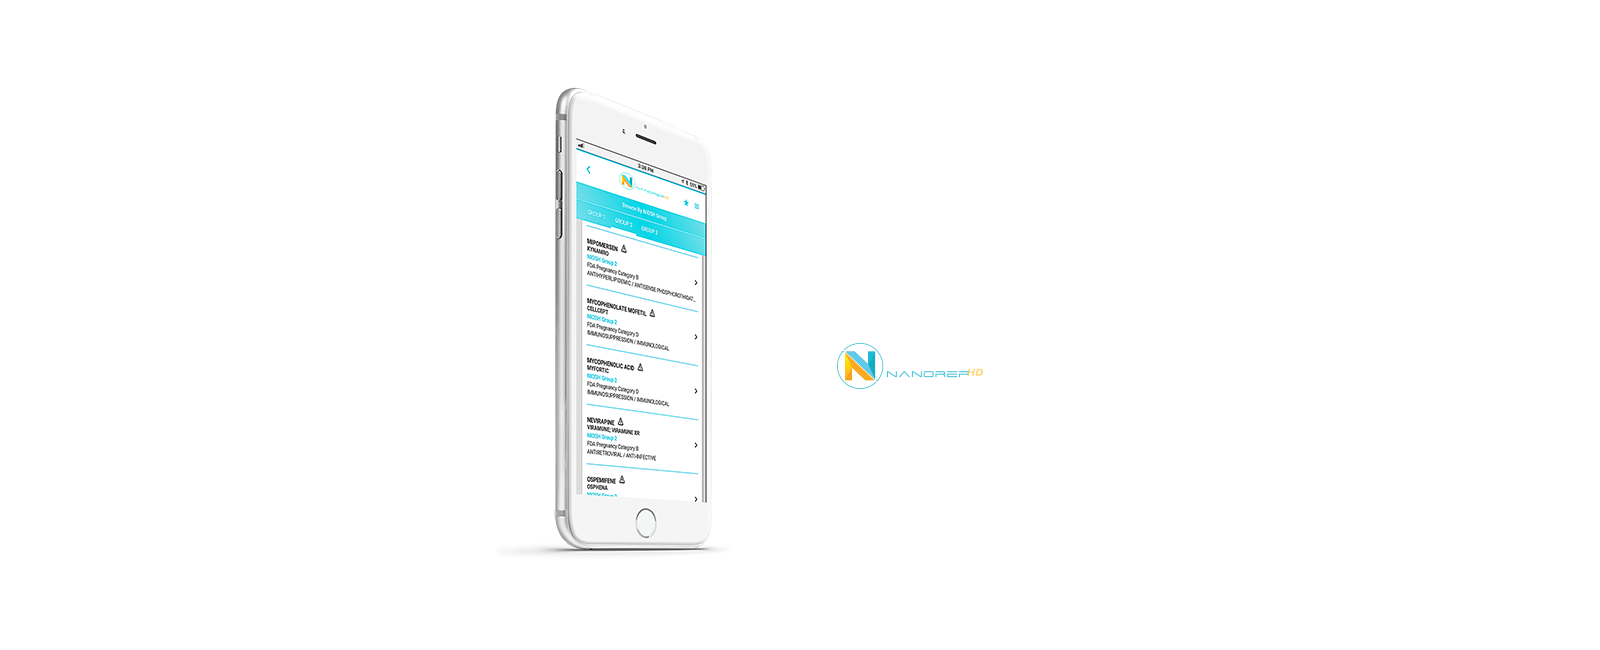 3:36 PM
55%
NANOREFHD
Browse By NIOSH Group
GROUP 1 GROUP 2 GROUP 3
MIPOMERSEN
KYNAMRO
NIOSH Group 2
FDA Pregnancy Category B
ANTIHYPERLIPIDEMIC / ANTISENSE PHOSPHOROTHIOAT...
MYCOPHENOLATE MOFETIL
CELLCEPT
NIOSH Group 2
FDA Pregnancy Category D
IMMUNOSUPPRESSION / IMMUNOLOGICAL
MYCOPHENOLIC ACID
MYFORTIC
NIOSH Group 2
FDA Pregnancy Category D
IMMUNOSUPPRESSION / IMMUNOLOGICAL
NEVIRAPINE
VIRAMUNE, VIRAMUNE XR
NIOSH Group 2
FDA Pregnancy Category B
ANTIRETROVIRAL / ANTI-INFECTIVE
OSPEMIFENE
OSPHENA
NANOREFHD